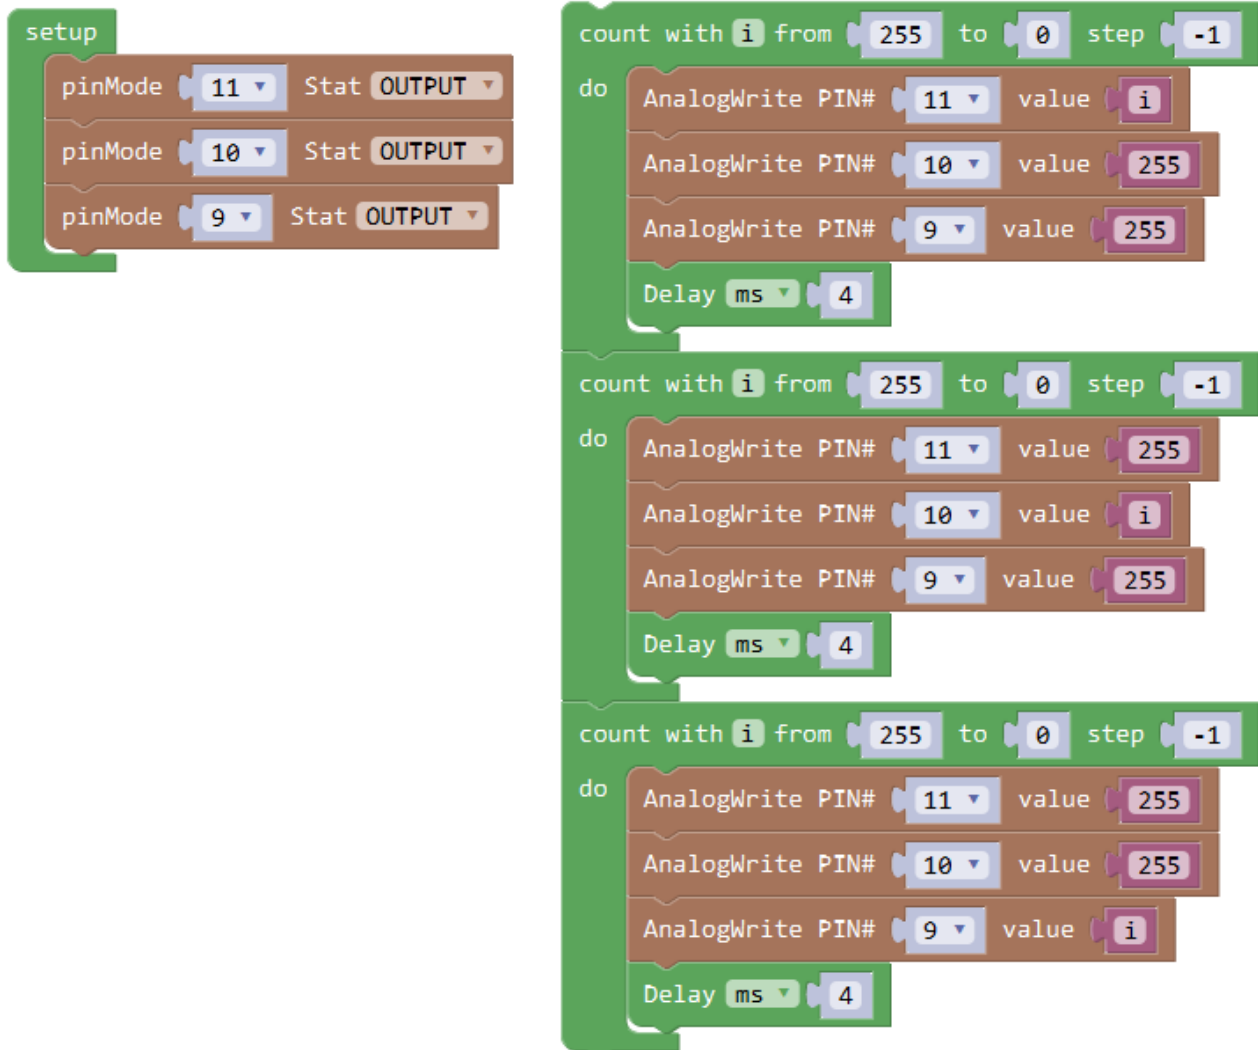 setup
pinMode 11 Stat OUTPUT
pinMode 10 Stat OUTPUT
pinMode 9 Stat OUTPUT
count with i from 255 to 0 step -1
do
AnalogWrite PIN# 11 value i
AnalogWrite PIN# 10 value 255
AnalogWrite PIN# 9 value 255
Delay ms 4
count with i from 255 to 0 step -1
do
AnalogWrite PIN# 11 value 255
AnalogWrite PIN# 10 value i
AnalogWrite PIN# 9 value 255
Delay ms 4
count with i from 255 to 0 step -1
do
AnalogWrite PIN# 11 value 255
AnalogWrite PIN# 10 value 255
AnalogWrite PIN# 9 value i
Delay ms 4